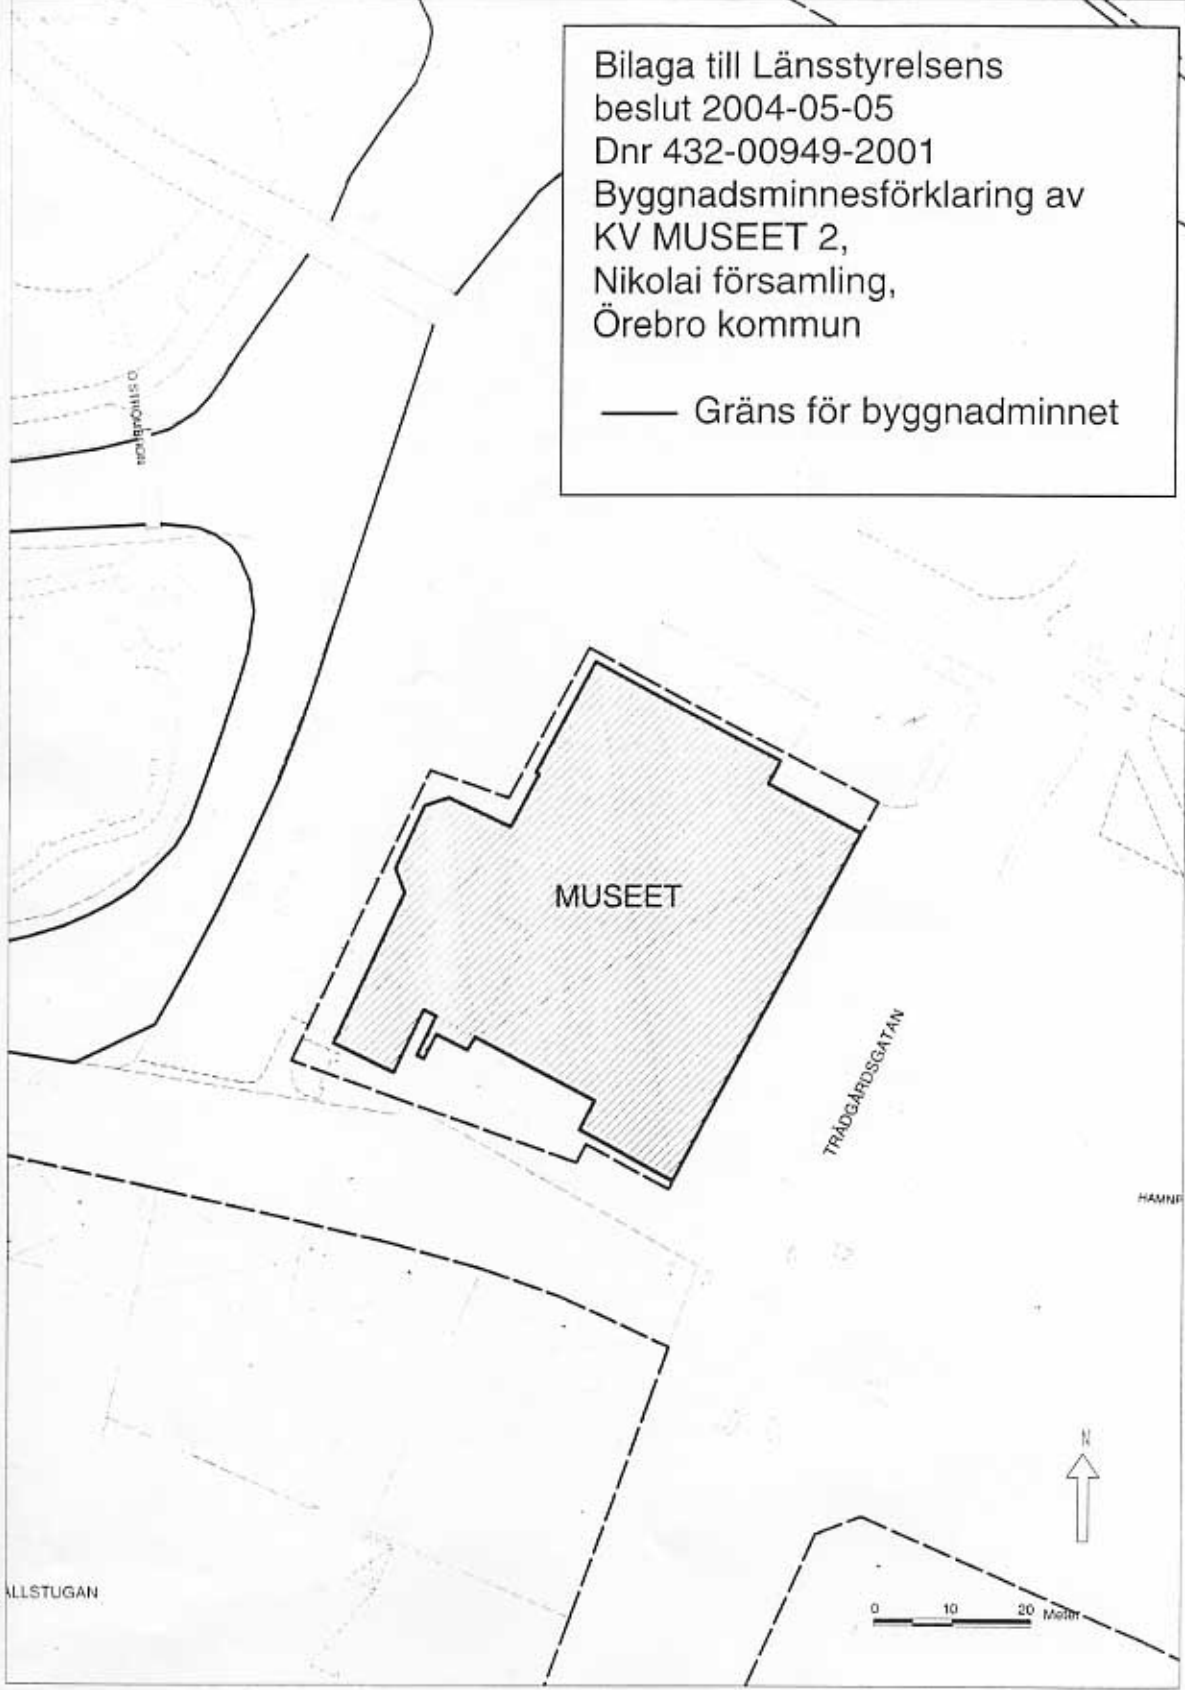 Bilaga till Länsstyrelsens
beslut 2004-05-05
Dnr 432-00949-2001
Byggnadsminnesförklaring av
KV MUSEET 2,
Nikolai församling,
Örebro kommun
Gräns för byggnadminnet
MUSEET
TRÄDGÅRDSGATAN
N
0 10 20 Meter